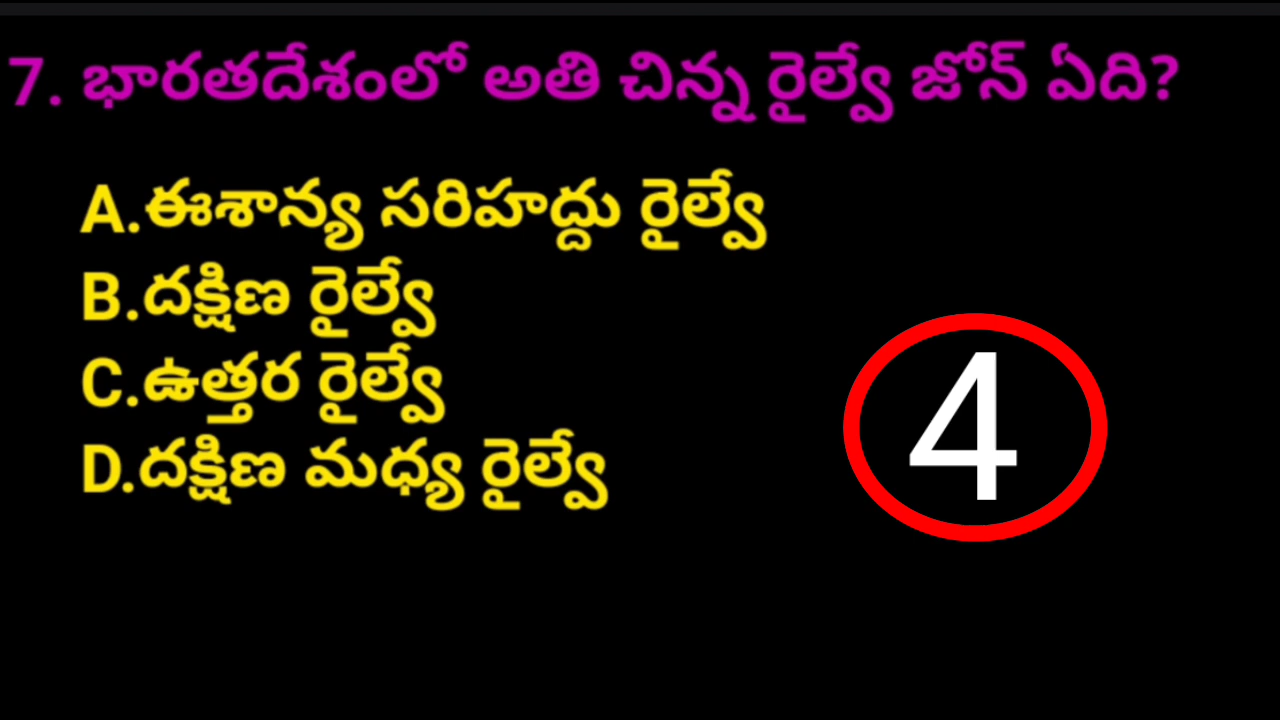 7. భారతదేశంలో అతి చిన్న రైల్వే జోన్ ఏది?
A.ఈశాన్య సరిహద్దు రైల్వే
B.దక్షిణ రైల్వే
C.ఉత్తర రైల్వే
D.దక్షిణ మధ్య రైల్వే
4